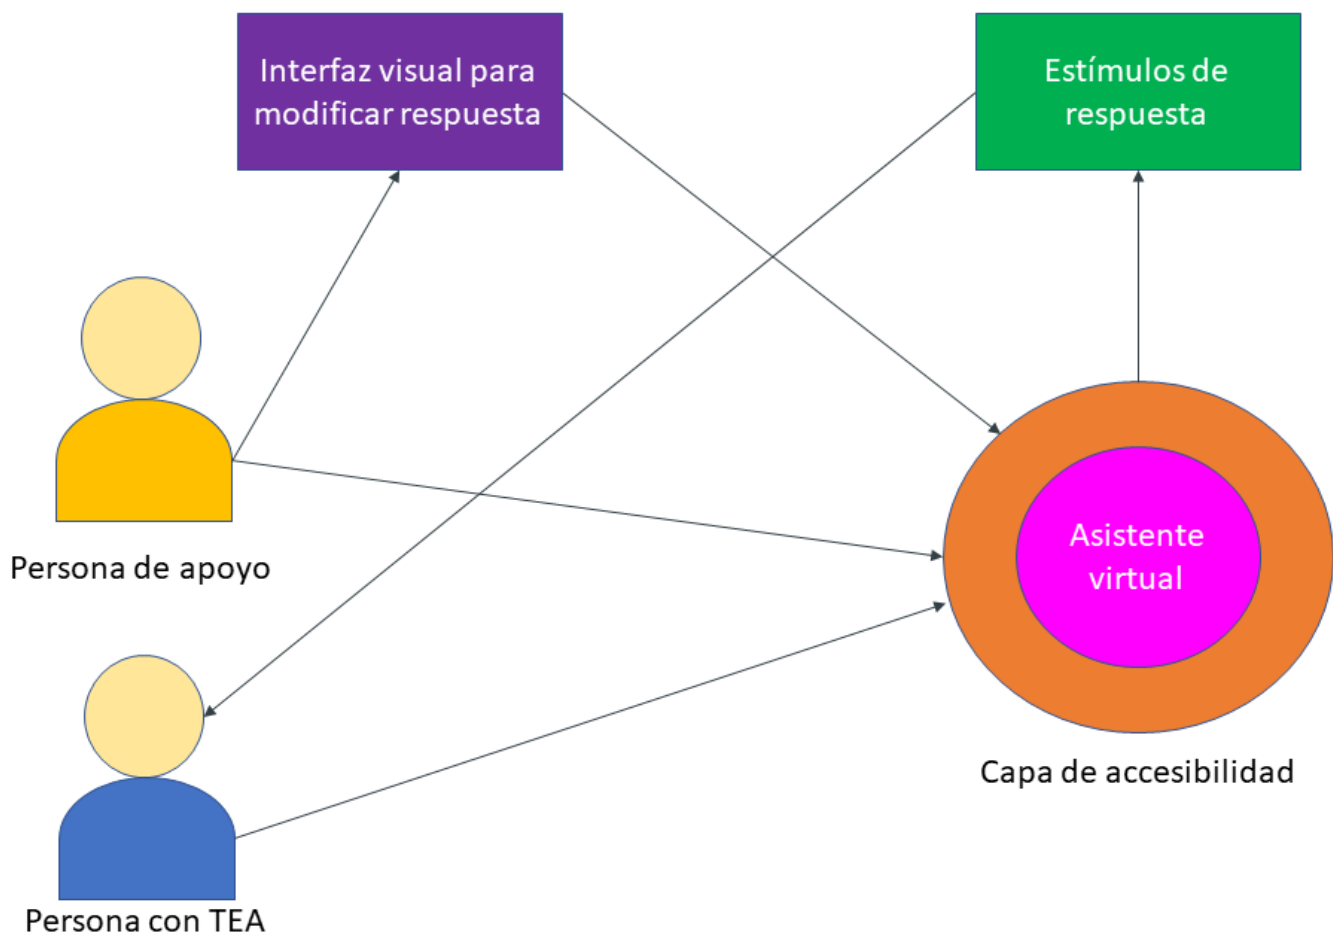 Interfaz visual para
modificar respuesta
Estímulos de
respuesta
Persona de apoyo
Asistente
virtual
Capa de accesibilidad
Persona con TEA